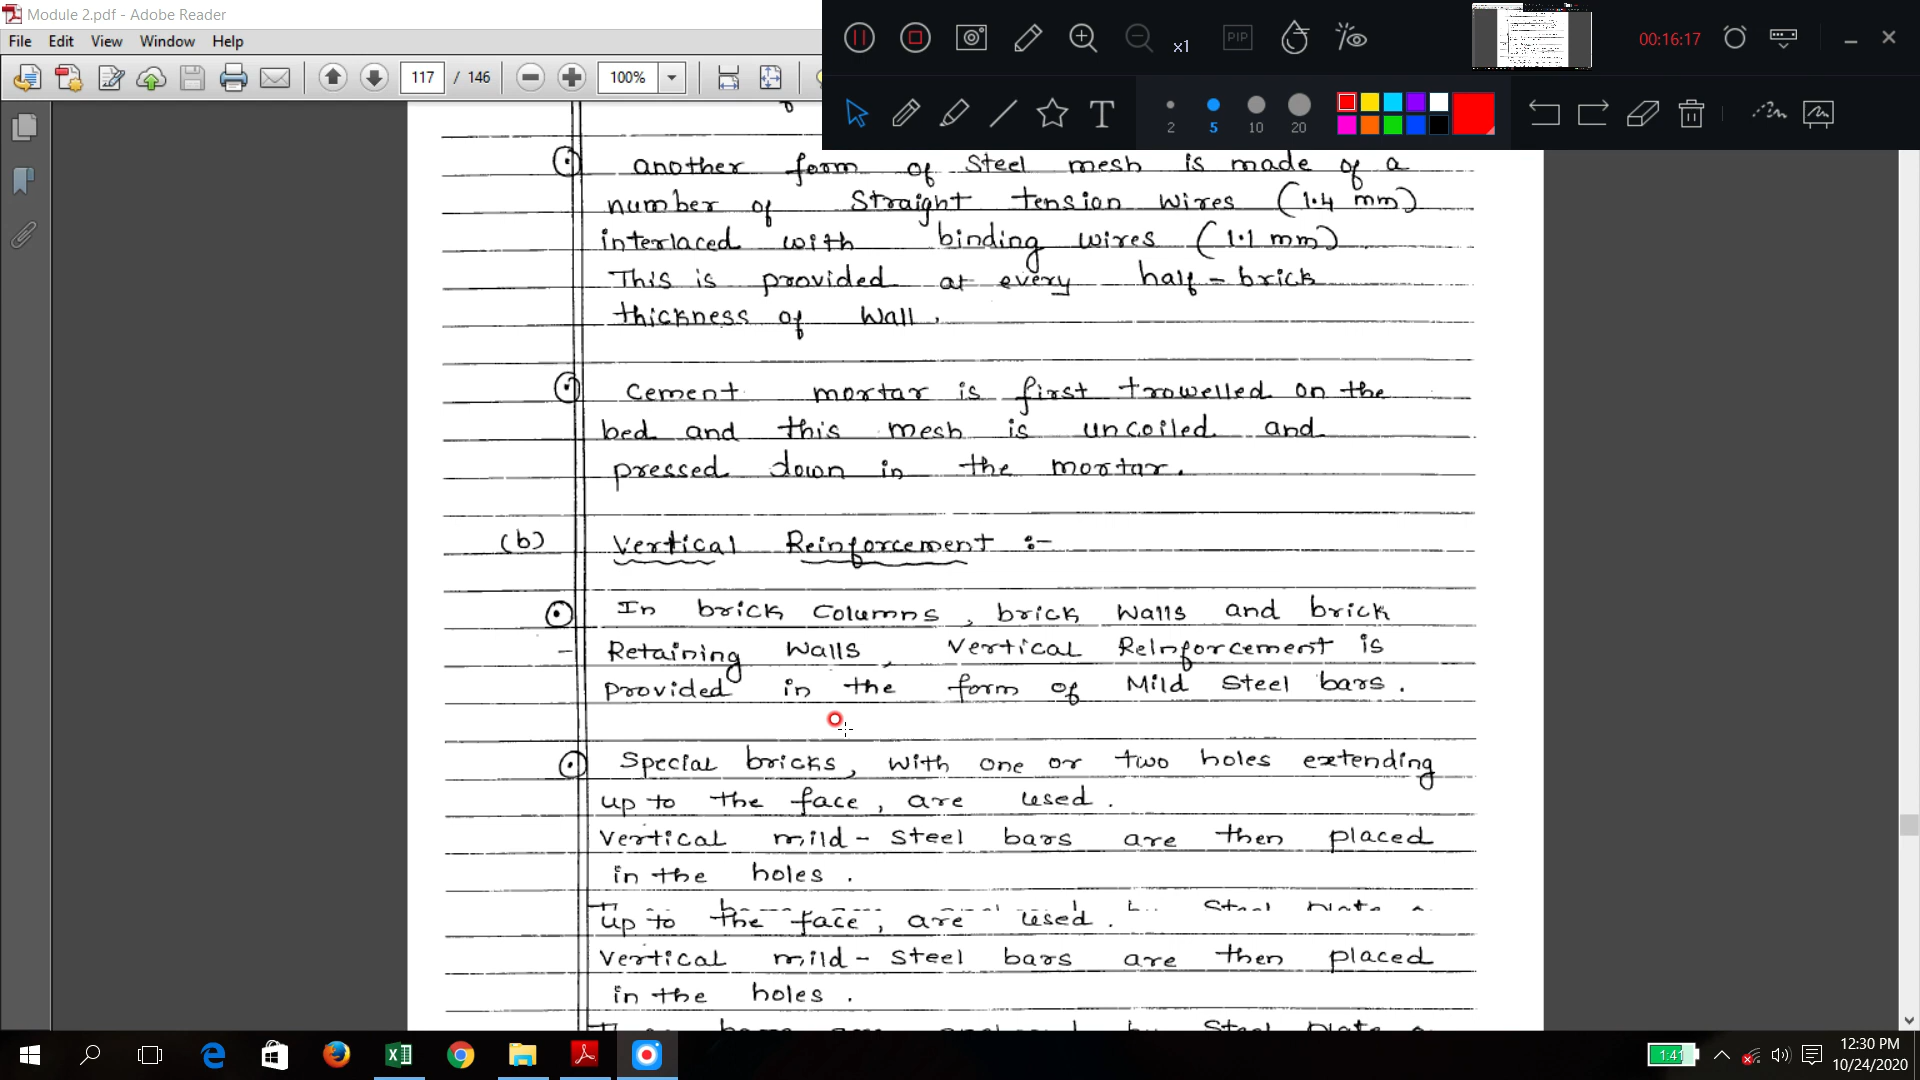 Module 2.pdf - Adobe Reader
File Edit View Window Help
117 / 146 100%
x1 PIP 00:16:17
2 5 10 20
another form of Steel mesh is made of a
number of Straight tension wires (1.4 mm)
interlaced with binding wires (1.1 mm)
This is provided at every half-brick
thickness of Wall.
Cement mortar is first trowelled on the
bed and this mesh is uncoiled and
pressed down in the mortar.
(b) Vertical Reinforcement :-
In brick Columns, brick Walls and brick
- Retaining Walls, Vertical Reinforcement is
provided in the form of Mild Steel bars.
Special bricks, with one or two holes extending
up to the face, are used.
Vertical mild-steel bars are then placed
in the holes.
up to the face, are used.
Vertical mild-steel bars are then placed
in the holes.
1:41
12:30 PM
10/24/2020